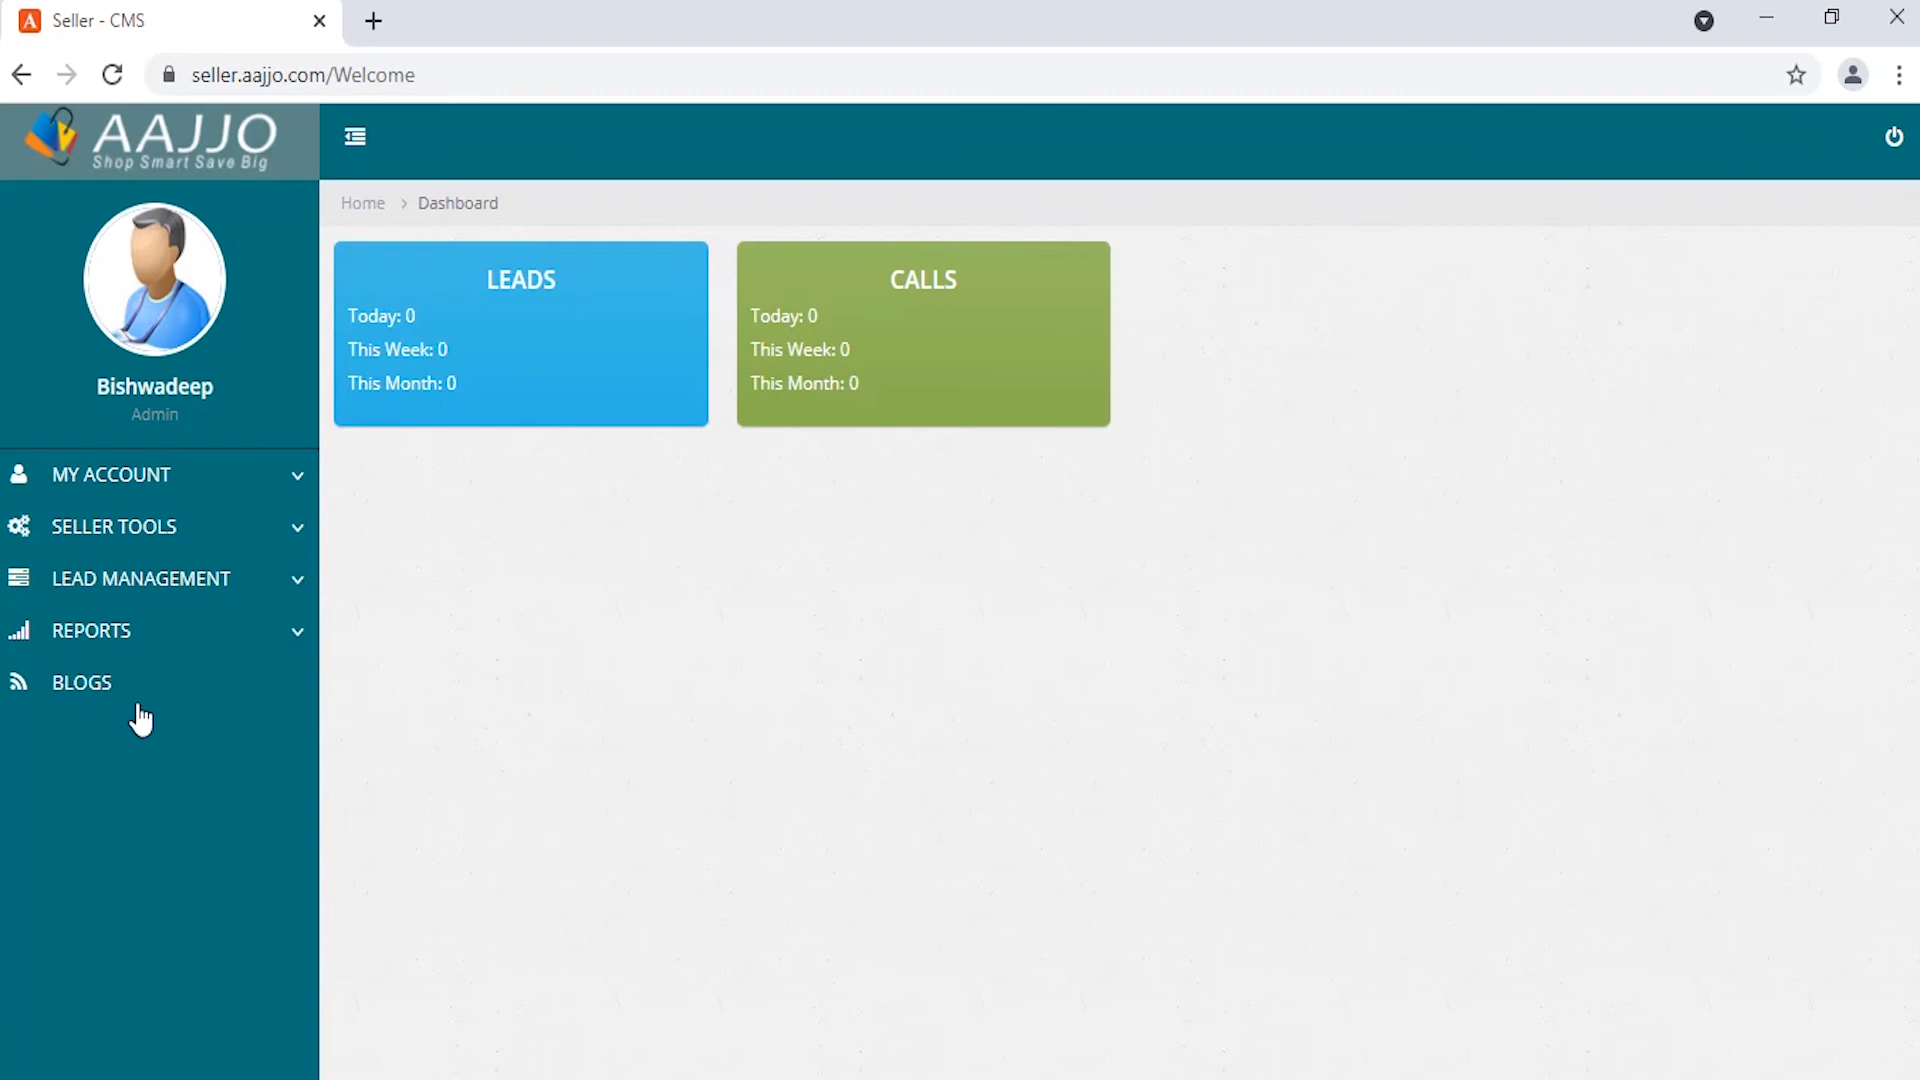 Seller - CMS
seller.aajjo.com/Welcome
AAJJO
Shop Smart Save Big
Home > Dashboard
Bishwadeep
Admin
MY ACCOUNT
SELLER TOOLS
LEAD MANAGEMENT
REPORTS
BLOGS
LEADS
Today: 0
This Week: 0
This Month: 0
CALLS
Today: 0
This Week: 0
This Month: 0